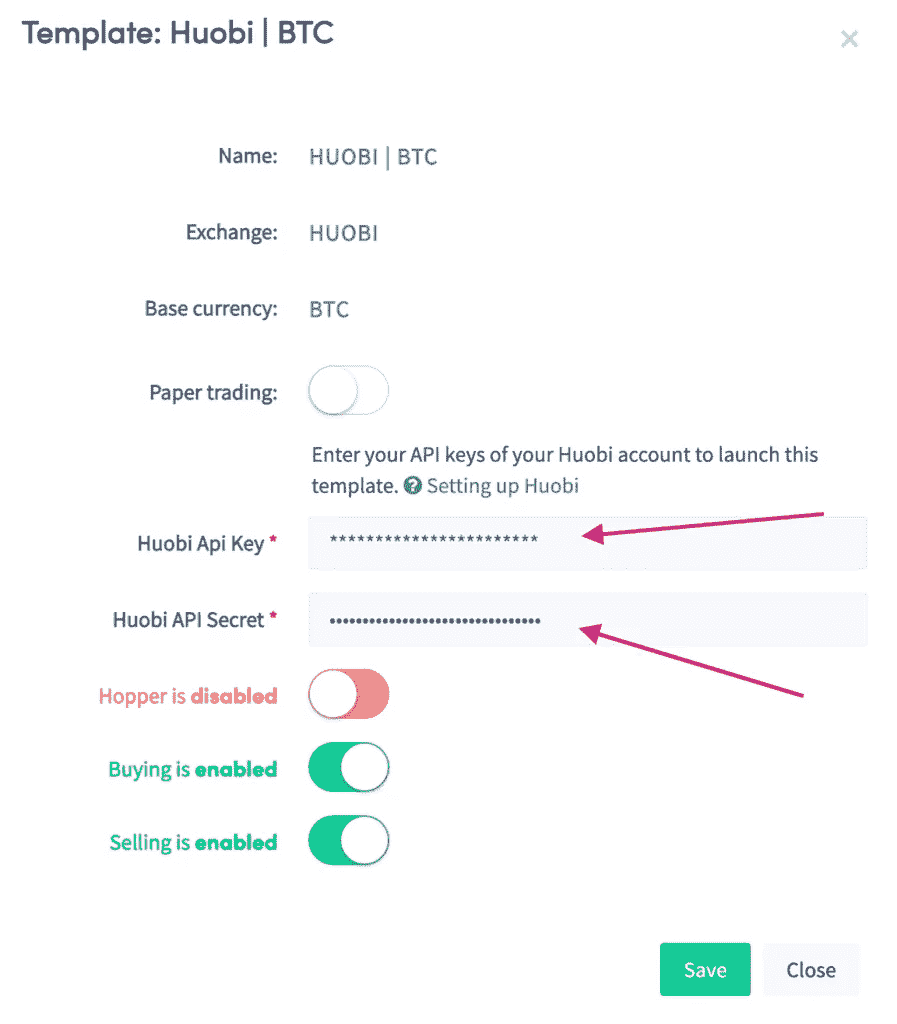 Template: Huobi | BTC
×
Name: HUOBI | BTC
Exchange: HUOBI
Base currency: BTC
Paper trading:
Enter your API keys of your Huobi account to launch this
template. ? Setting up Huobi
Huobi Api Key * ***********************
Huobi API Secret * ••••••••••••••••••••••••••••••••
Hopper is disabled
Buying is enabled
Selling is enabled
Save Close